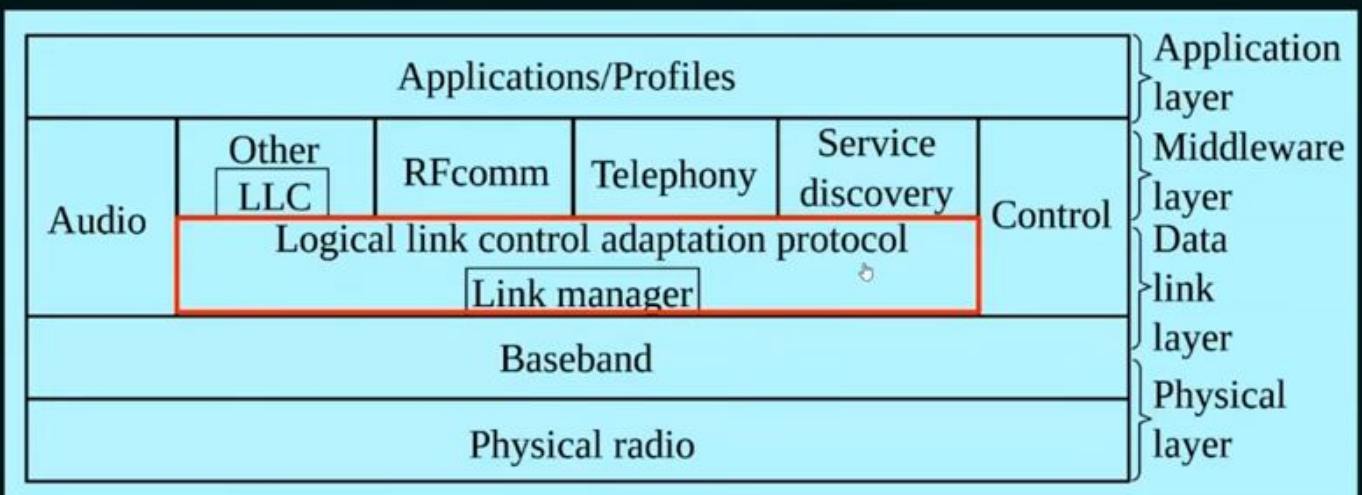 Applications/Profiles
Application
layer
Audio
Other
LLC
RFcomm
Telephony
Service
discovery
Control
Middleware
layer
Logical link control adaptation protocol
Link manager
Data
link
layer
Baseband
Physical radio
Physical
layer